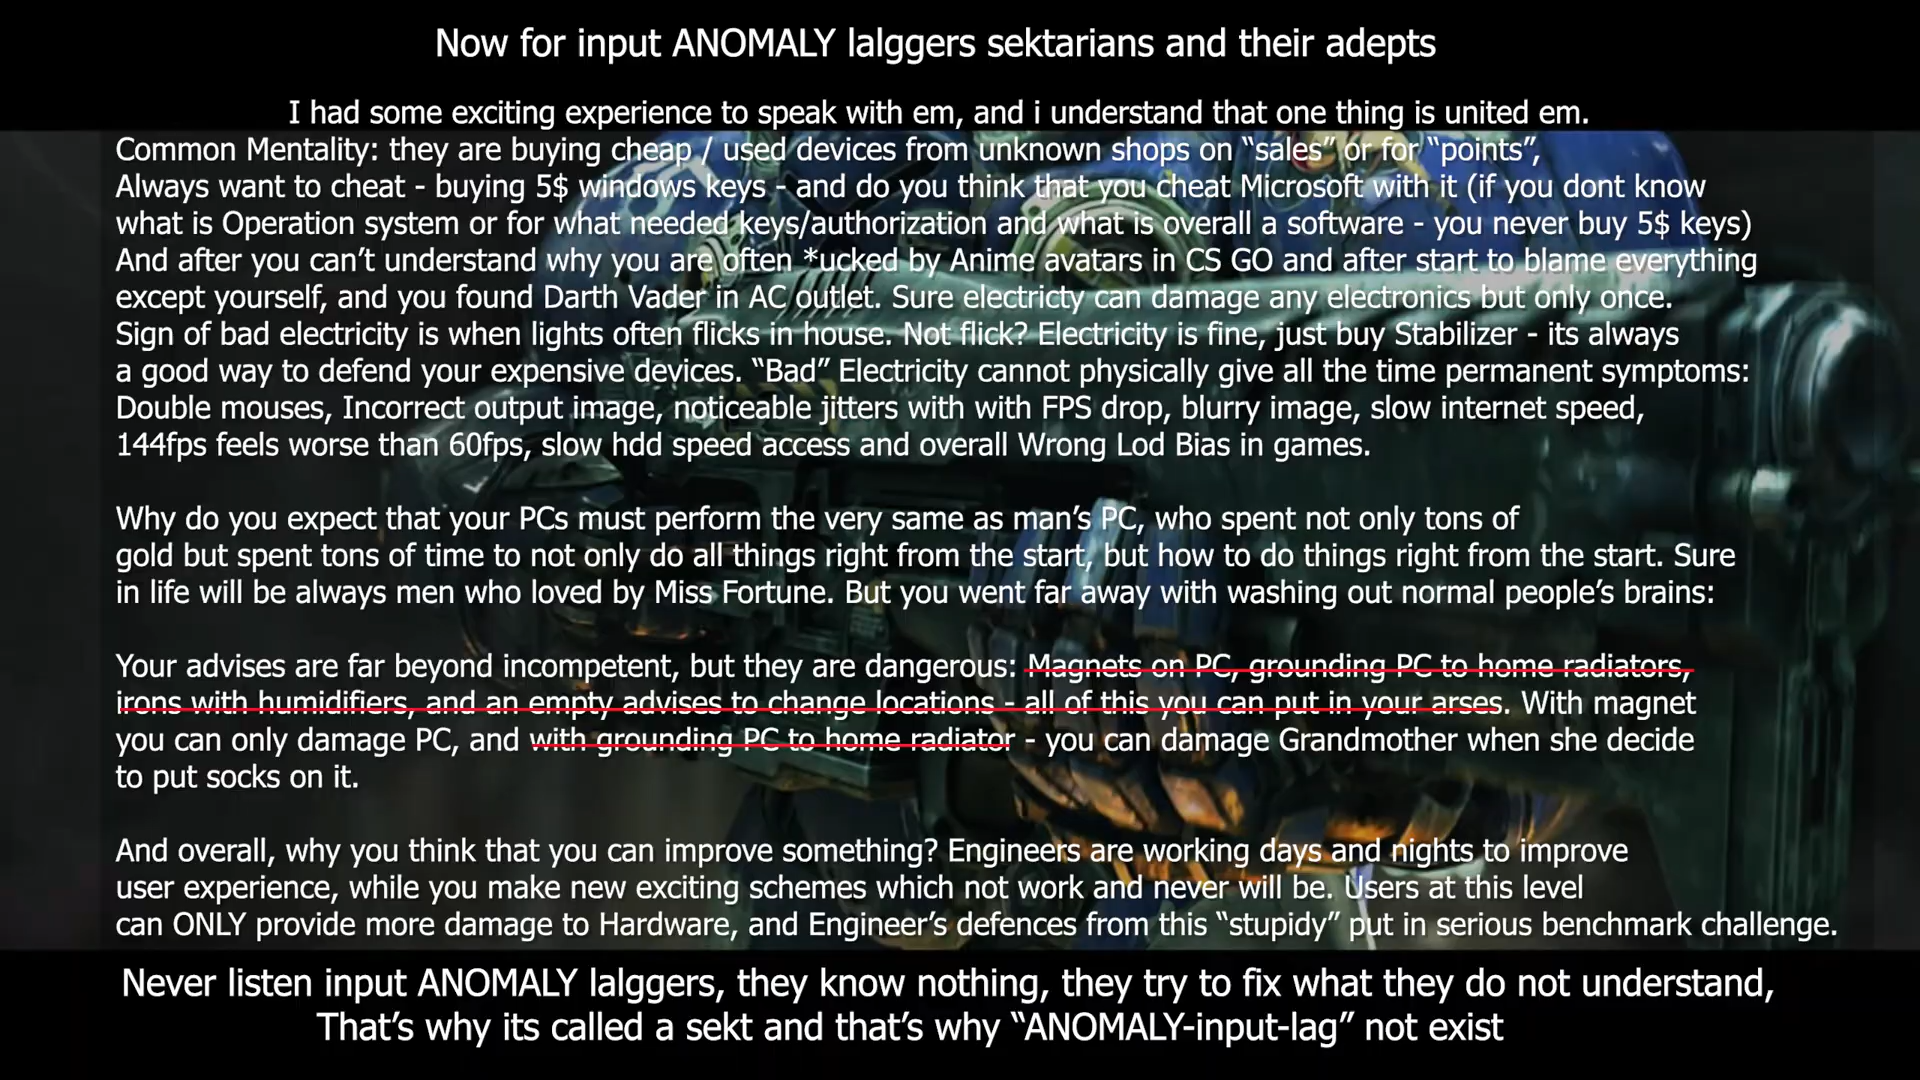 Now for input ANOMALY lalggers sektarians and their adepts
I had some exciting experience to speak with em, and i understand that one thing is united em.
Common Mentality: they are buying cheap / used devices from unknown shops on “sales” or for “points”,
Always want to cheat - buying 5$ windows keys - and do you think that you cheat Microsoft with it (if you dont know
what is Operation system or for what needed keys/authorization and what is overall a software - you never buy 5$ keys)
And after you can’t understand why you are often *ucked by Anime avatars in CS GO and after start to blame everything
except yourself, and you found Darth Vader in AC outlet. Sure electricty can damage any electronics but only once.
Sign of bad electricity is when lights often flicks in house. Not flick? Electricity is fine, just buy Stabilizer - its always
a good way to defend your expensive devices. “Bad” Electricity cannot physically give all the time permanent symptoms:
Double mouses, Incorrect output image, noticeable jitters with with FPS drop, blurry image, slow internet speed,
144fps feels worse than 60fps, slow hdd speed access and overall Wrong Lod Bias in games.
Why do you expect that your PCs must perform the very same as man’s PC, who spent not only tons of
gold but spent tons of time to not only do all things right from the start, but how to do things right from the start. Sure
in life will be always men who loved by Miss Fortune. But you went far away with washing out normal people’s brains:
Your advises are far beyond incompetent, but they are dangerous: Magnets on PC, grounding PC to home radiators,
irons with humidifiers, and an empty advises to change locations - all of this you can put in your arses. With magnet
you can only damage PC, and with grounding PC to home radiator - you can damage Grandmother when she decide
to put socks on it.
And overall, why you think that you can improve something? Engineers are working days and nights to improve
user experience, while you make new exciting schemes which not work and never will be. Users at this level
can ONLY provide more damage to Hardware, and Engineer’s defences from this “stupidy” put in serious benchmark challenge.
Never listen input ANOMALY lalggers, they know nothing, they try to fix what they do not understand,
That’s why its called a sekt and that’s why “ANOMALY-input-lag” not exist